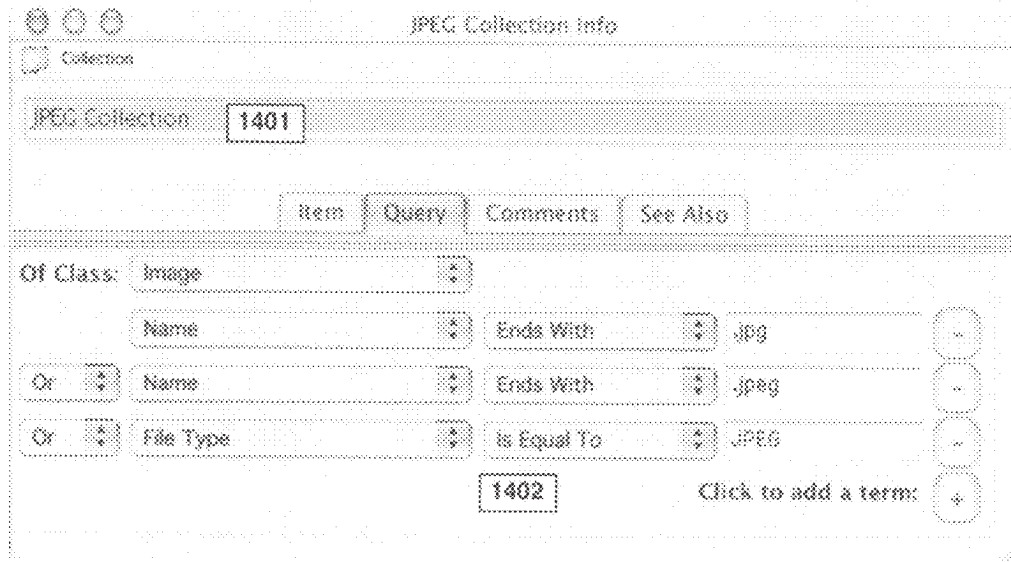 JPEG Collection Info
Collection
JPEG Collection 1401
Item Query Comments See Also
Of Class: Image
Name Ends With .jpg -
Or Name Ends With .jpeg -
Or File Type Is Equal To JPEG -
1402 Click to add a term: +